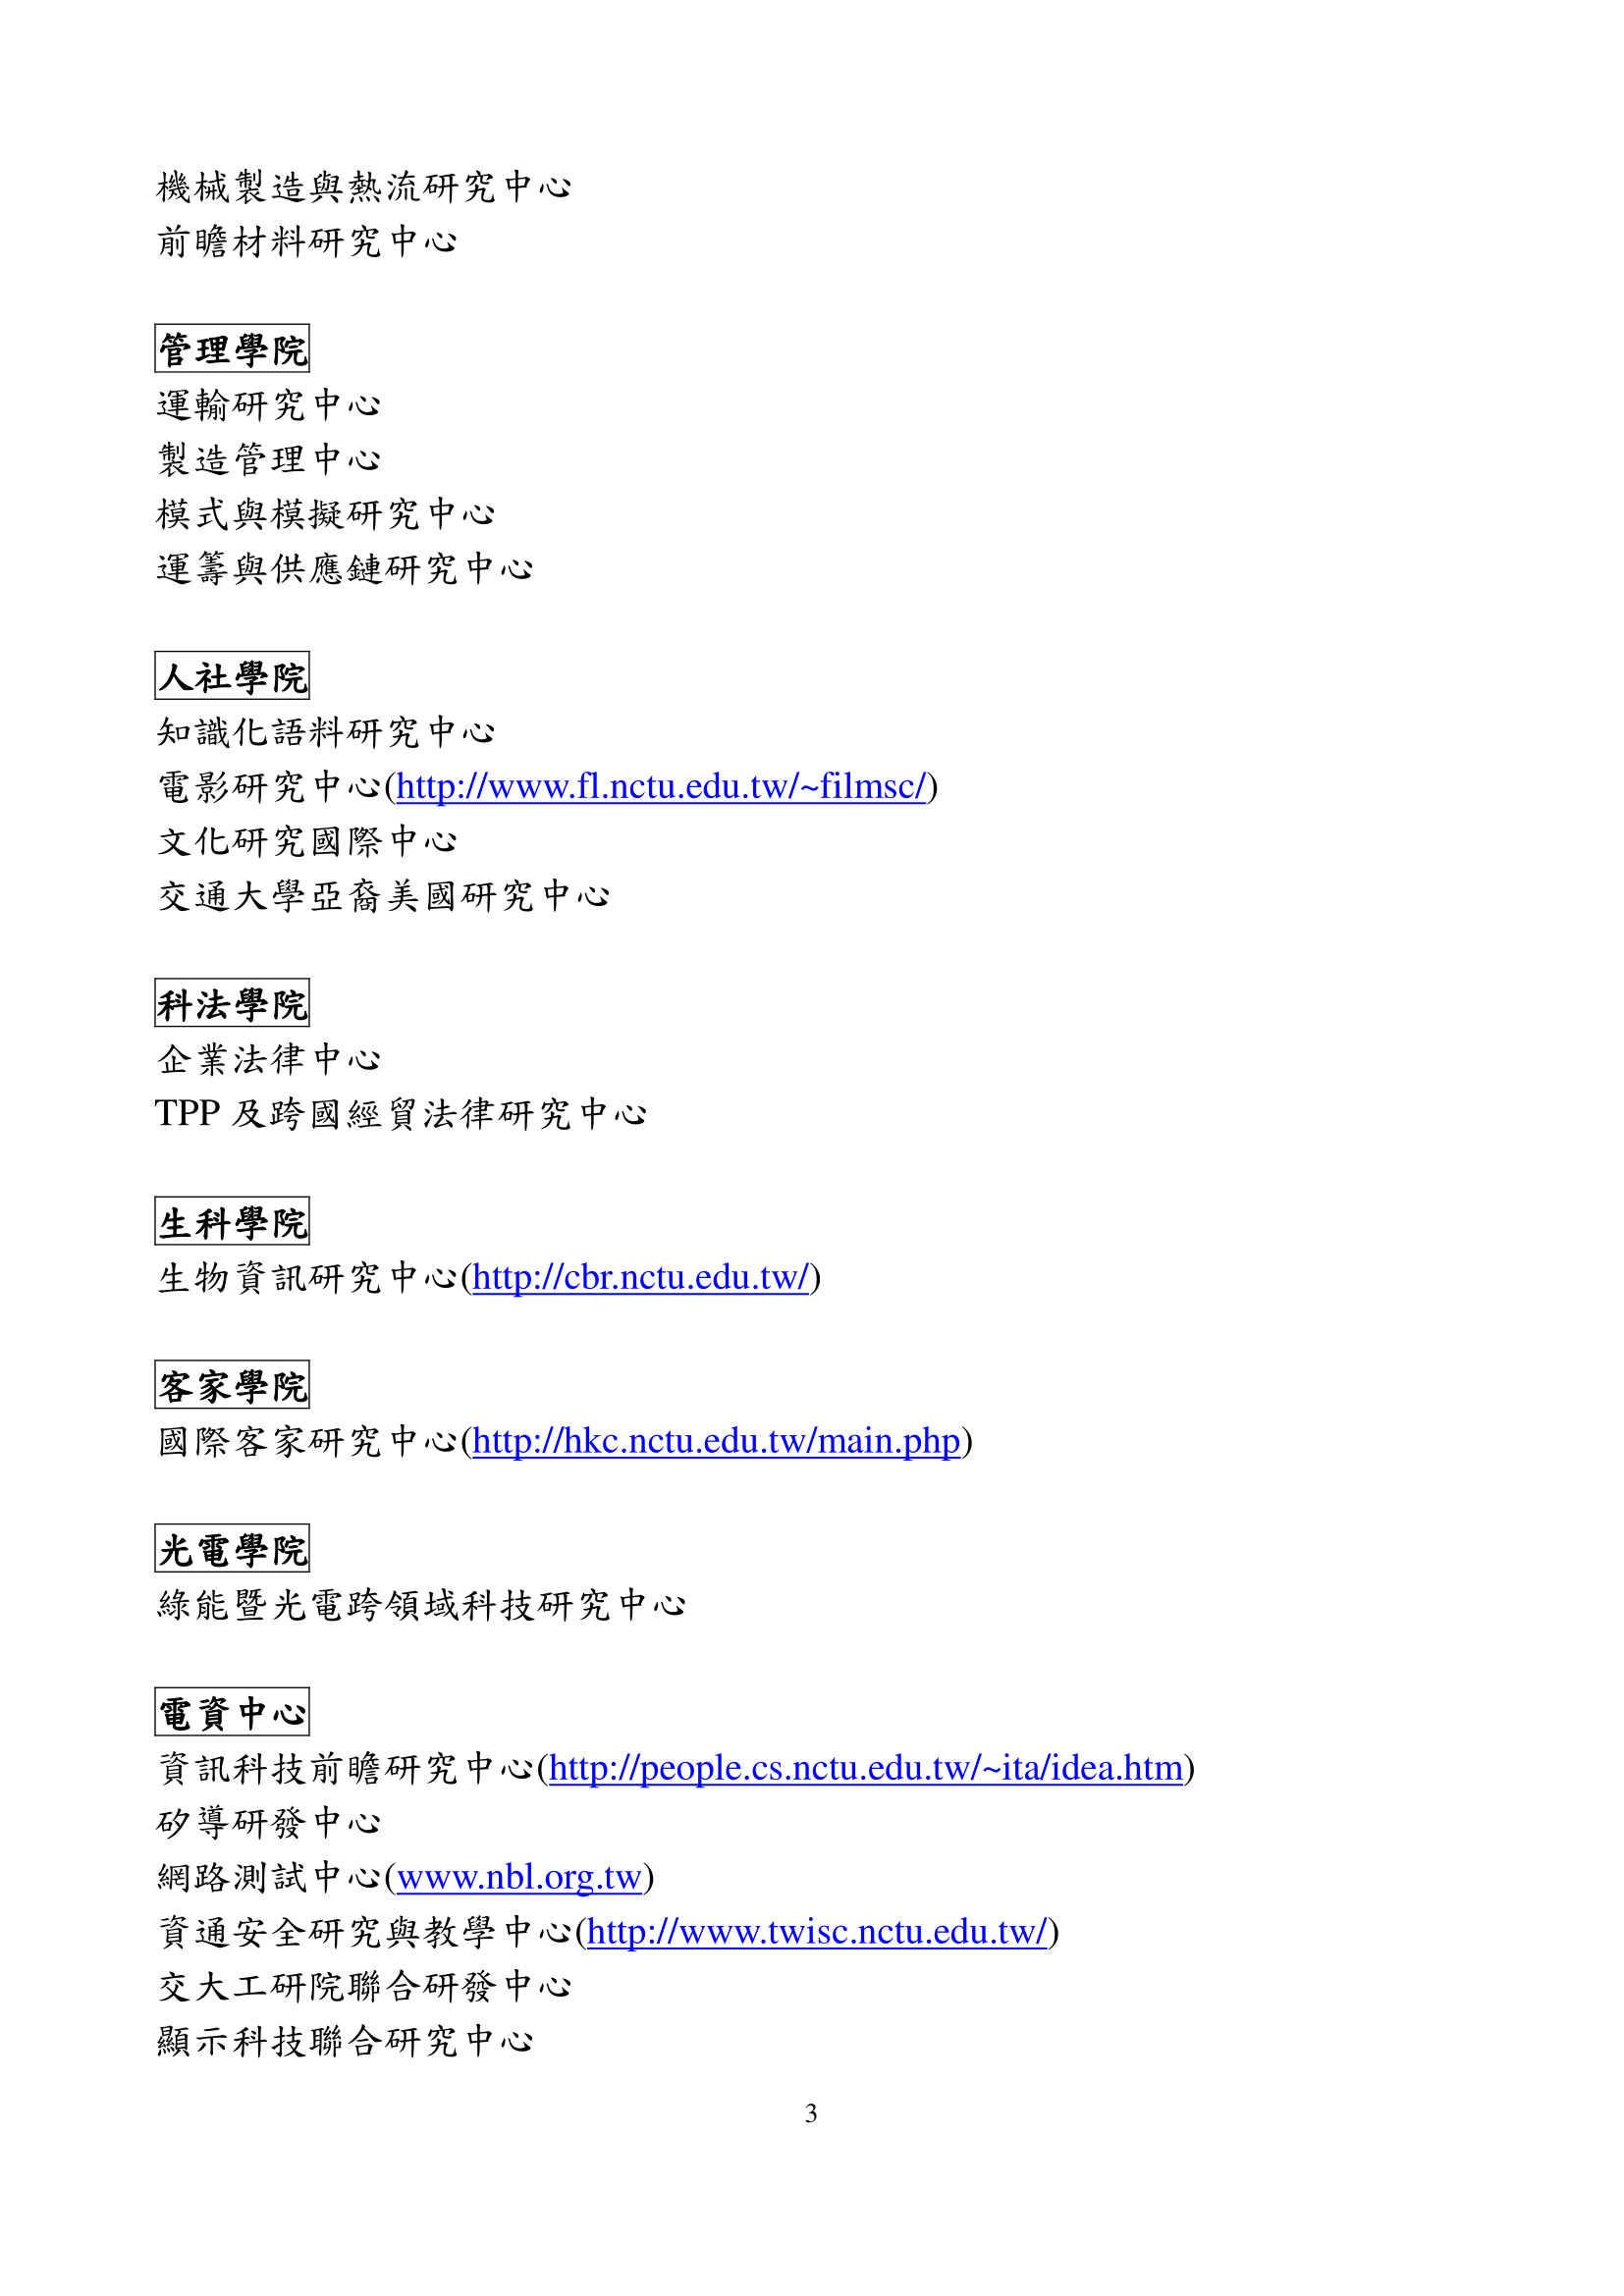 機械製造與熱流研究中心
前瞻材料研究中心
管理學院
運輸研究中心
製造管理中心
模式與模擬研究中心
運籌與供應鏈研究中心
人社學院
知識化語料研究中心
電影研究中心(http://www.fl.nctu.edu.tw/~filmsc/)
文化研究國際中心
交通大學亞裔美國研究中心
科法學院
企業法律中心
TPP 及跨國經貿法律研究中心
生科學院
生物資訊研究中心(http://cbr.nctu.edu.tw/)
客家學院
國際客家研究中心(http://hkc.nctu.edu.tw/main.php)
光電學院
綠能暨光電跨領域科技研究中心
電資中心
資訊科技前瞻研究中心(http://people.cs.nctu.edu.tw/~ita/idea.htm)
矽導研發中心
網路測試中心(www.nbl.org.tw)
資通安全研究與教學中心(http://www.twisc.nctu.edu.tw/)
交大工研院聯合研發中心
顯示科技聯合研究中心
3